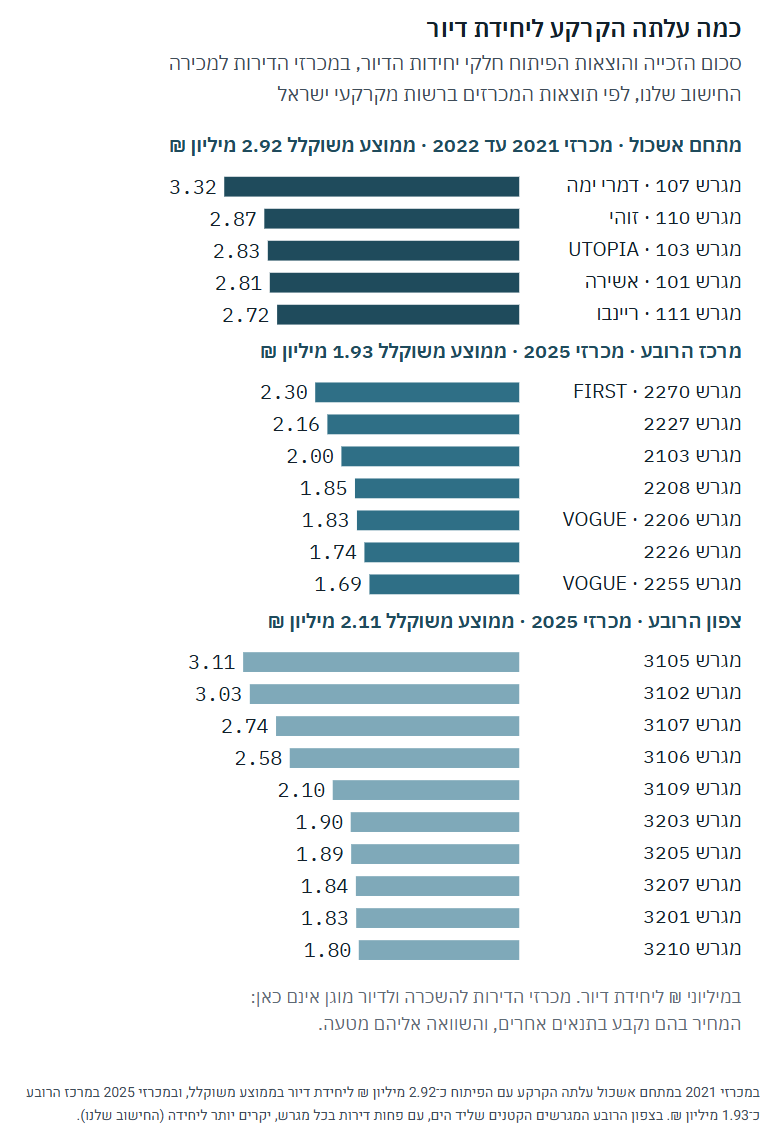 כמה עלתה הקרקע ליחידת דיור
סכום הזכייה והוצאות הפיתוח חלקי יחידות הדיור, במכרזי הדירות למכירה
החישוב שלנו, לפי תוצאות המכרזים ברשות מקרקעי ישראל
מתחם אשכול · מכרזי 2021 עד 2022 · ממוצע משוקלל 2.92 מיליון ₪
מגרש 107 · דמרי ימה 3.32
מגרש 110 · זוהי 2.87
מגרש 103 · UTOPIA 2.83
מגרש 101 · אשירה 2.81
מגרש 111 · ריינבו 2.72
מרכז הרובע · מכרזי 2025 · ממוצע משוקלל 1.93 מיליון ₪
מגרש 2270 · FIRST 2.30
מגרש 2227 2.16
מגרש 2103 2.00
מגרש 2208 1.85
מגרש 2206 · VOGUE 1.83
מגרש 2226 1.74
מגרש 2255 · VOGUE 1.69
צפון הרובע · מכרזי 2025 · ממוצע משוקלל 2.11 מיליון ₪
מגרש 3105 3.11
מגרש 3102 3.03
מגרש 3107 2.74
מגרש 3106 2.58
מגרש 3109 2.10
מגרש 3203 1.90
מגרש 3205 1.89
מגרש 3207 1.84
מגרש 3201 1.83
מגרש 3210 1.80
במיליוני ₪ ליחידת דיור. מכרזי הדירות להשכרה ולדיור מוגן אינם כאן:
המחיר בהם נקבע בתנאים אחרים, והשוואה אליהם מטעה.
במכרזי 2021 במתחם אשכול עלתה הקרקע עם הפיתוח כ־2.92 מיליון ₪ ליחידת דיור בממוצע משוקלל, ובמכרזי 2025 במרכז הרובע
כ־1.93 מיליון ₪. בצפון הרובע המגרשים הקטנים שליד הים, עם פחות דירות בכל מגרש, יקרים יותר ליחידה (החישוב שלנו).